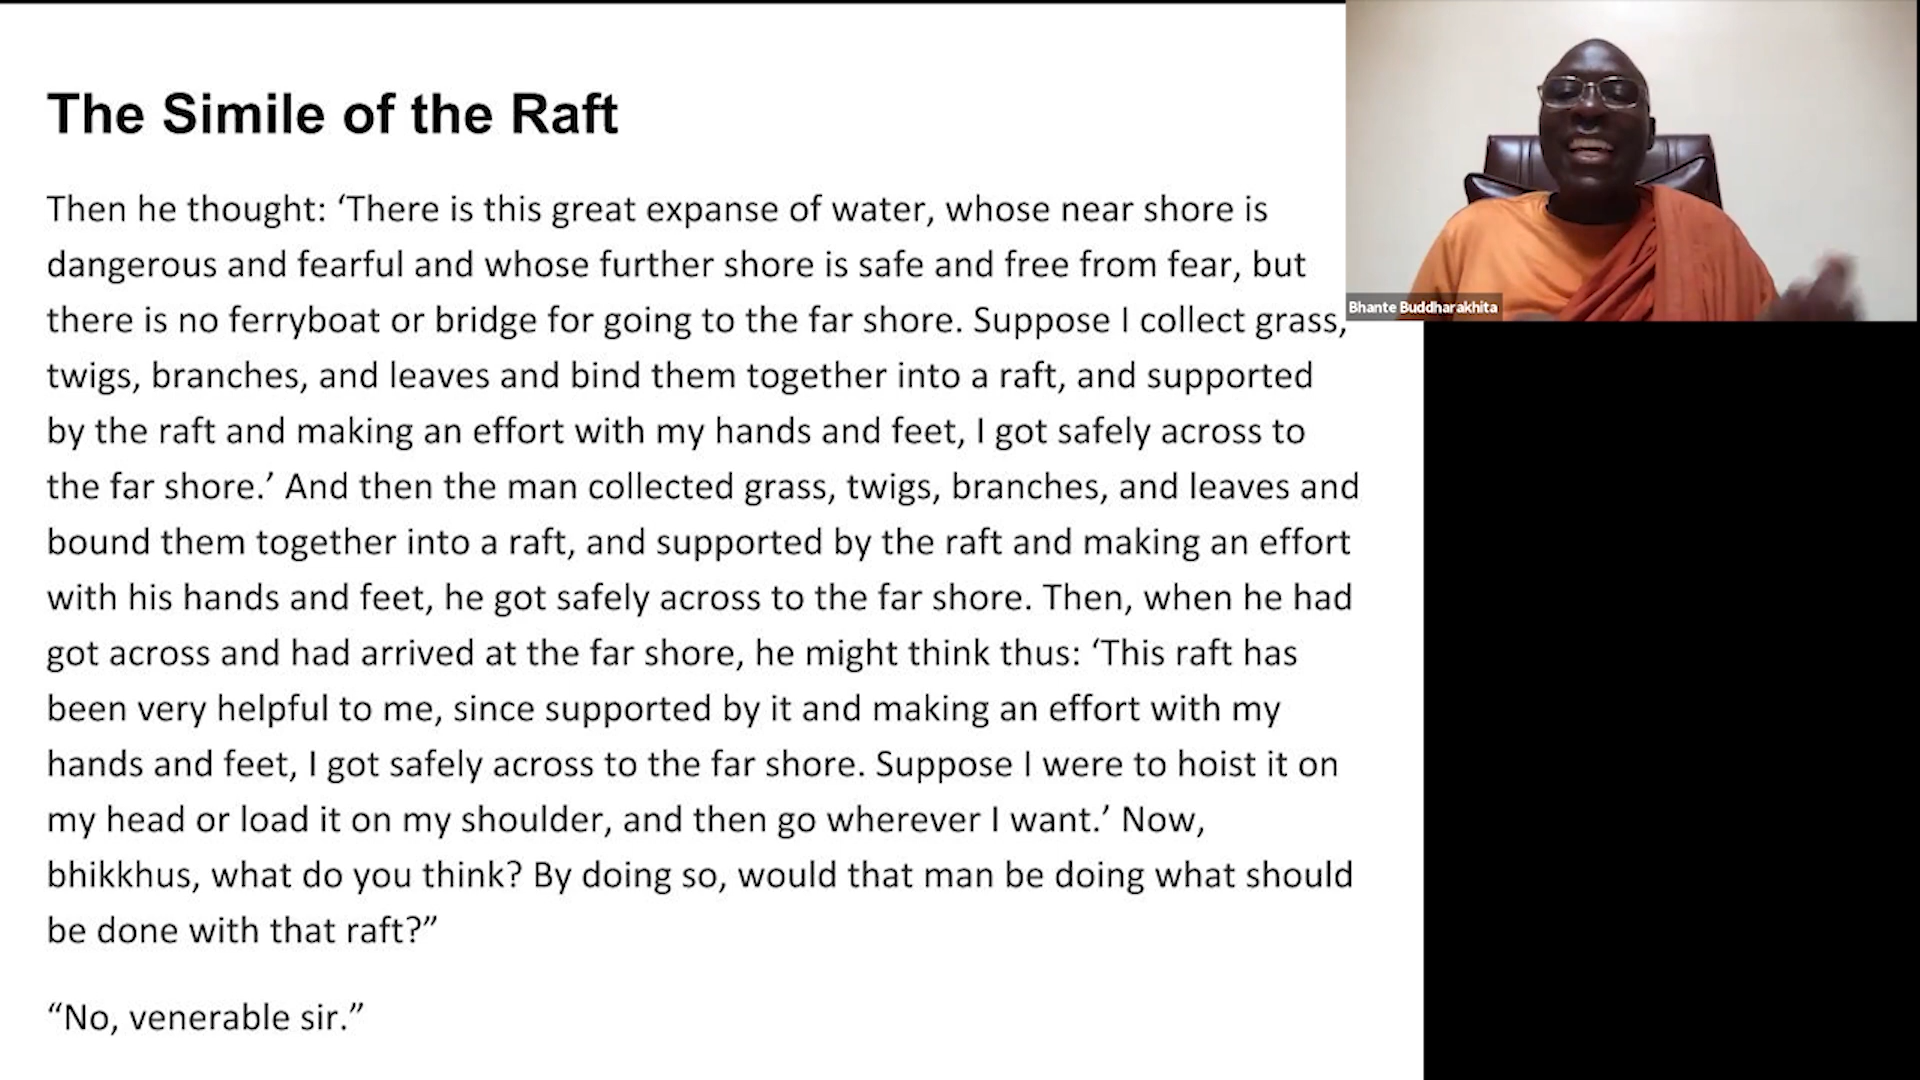 The Simile of the Raft
Then he thought: ‘There is this great expanse of water, whose near shore is
dangerous and fearful and whose further shore is safe and free from fear, but
there is no ferryboat or bridge for going to the far shore. Suppose I collect grass,
twigs, branches, and leaves and bind them together into a raft, and supported
by the raft and making an effort with my hands and feet, I got safely across to
the far shore.’ And then the man collected grass, twigs, branches, and leaves and
bound them together into a raft, and supported by the raft and making an effort
with his hands and feet, he got safely across to the far shore. Then, when he had
got across and had arrived at the far shore, he might think thus: ‘This raft has
been very helpful to me, since supported by it and making an effort with my
hands and feet, I got safely across to the far shore. Suppose I were to hoist it on
my head or load it on my shoulder, and then go wherever I want.’ Now,
bhikkhus, what do you think? By doing so, would that man be doing what should
be done with that raft?”
“No, venerable sir.”
Bhante Buddharakhita